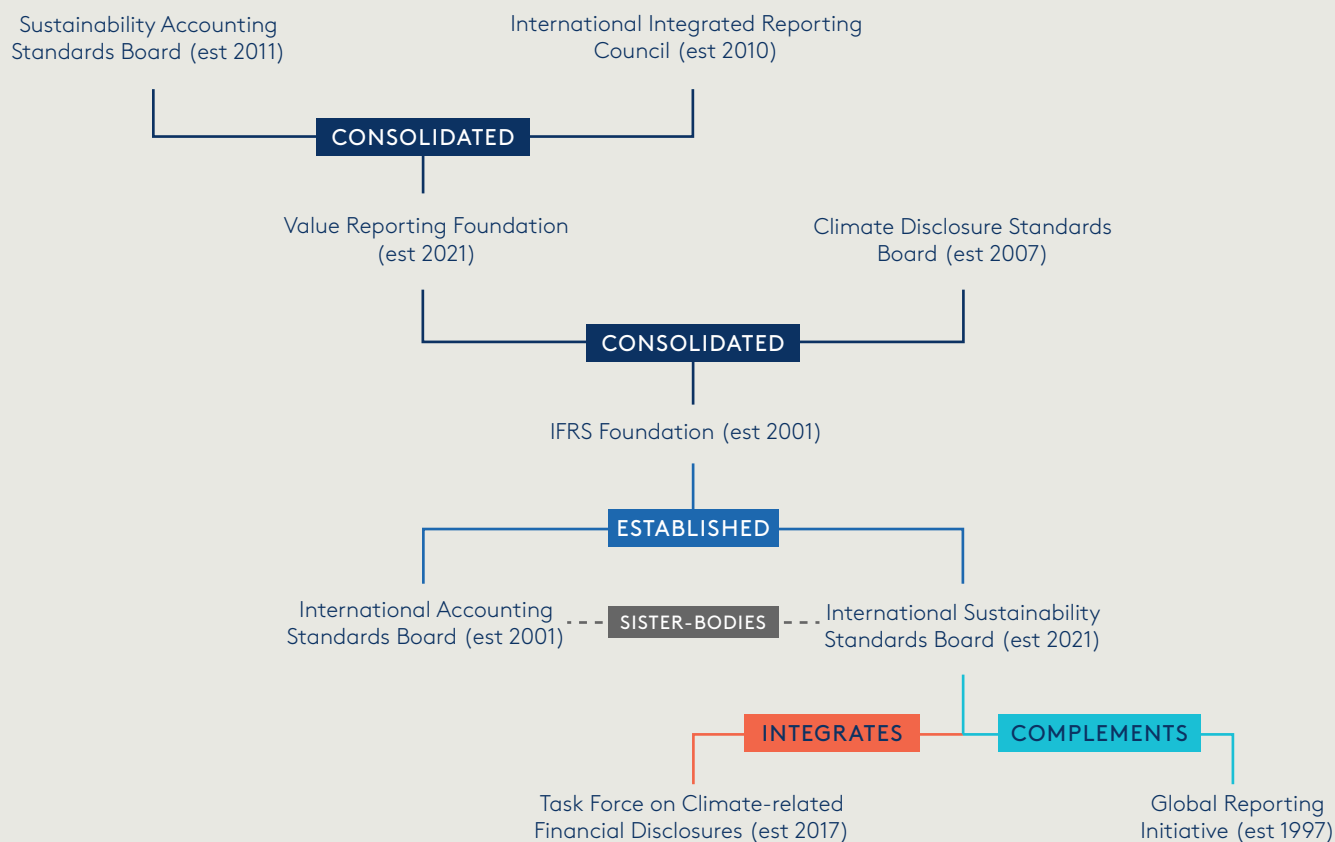 Sustainability Accounting
Standards Board (est 2011)
International Integrated Reporting
Council (est 2010)
CONSOLIDATED
Value Reporting Foundation
(est 2021)
Climate Disclosure Standards
Board (est 2007)
CONSOLIDATED
IFRS Foundation (est 2001)
ESTABLISHED
International Accounting
Standards Board (est 2001)
SISTER-BODIES
International Sustainability
Standards Board (est 2021)
INTEGRATES
COMPLEMENTS
Task Force on Climate-related
Financial Disclosures (est 2017)
Global Reporting
Initiative (est 1997)